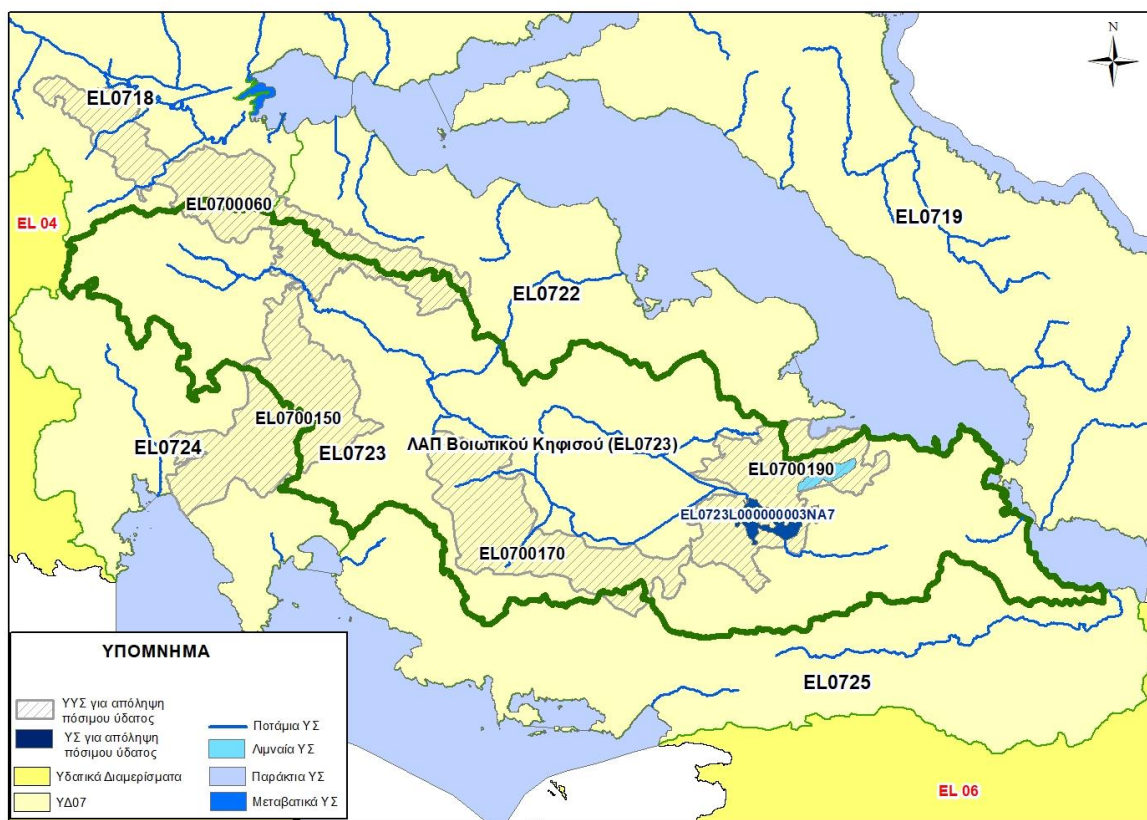 N
EL0718
EL 04
EL0700060
EL0719
EL0722
EL0700150
EL0724
EL0723
ΛΑΠ Βοιωτικού Κηφισού (EL0723)
EL0700190
EL0723L000000003NA7
EL0700170
EL0725
EL 06
ΥΠΟΜΝΗΜΑ
ΥΥΣ για απόληψη
πόσιμου ύδατος
ΥΣ για απόληψη
πόσιμου ύδατος
Υδατικά Διαμερίσματα
ΥΔ07
Ποτάμια ΥΣ
Λιμναία ΥΣ
Παράκτια ΥΣ
Μεταβατικά ΥΣ